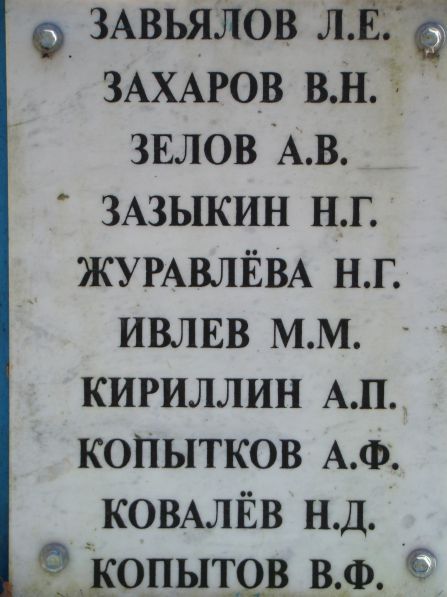 ЗАВЬЯЛОВ Л.Е.
ЗАХАРОВ В.Н.
ЗЕЛОВ А.В.
ЗАЗЫКИН Н.Г.
ЖУРАВЛЁВА Н.Г.
ИВЛЕВ М.М.
КИРИЛЛИН А.П.
КОПЫТКОВ А.Ф.
КОВАЛЁВ Н.Д.
КОПЫТОВ В.Ф.